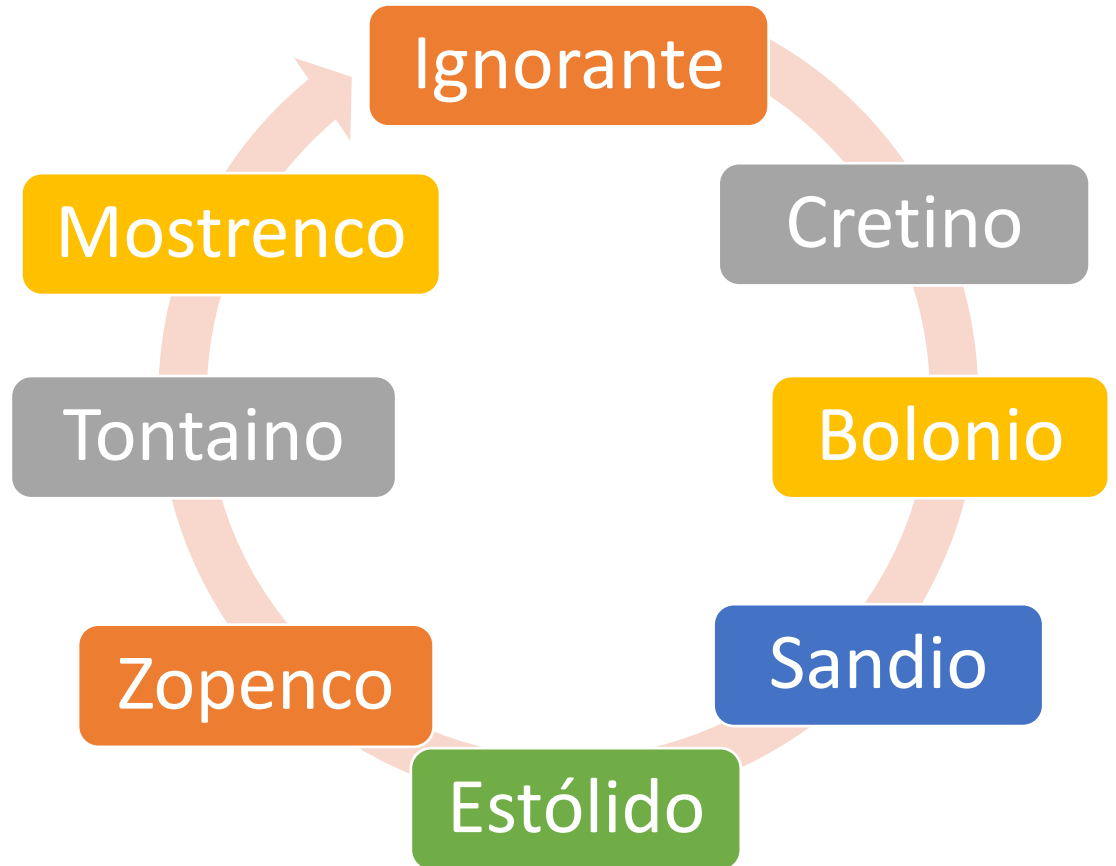 Ignorante
Cretino
Bolonio
Sandio
Estólido
Zopenco
Tontaino
Mostrenco